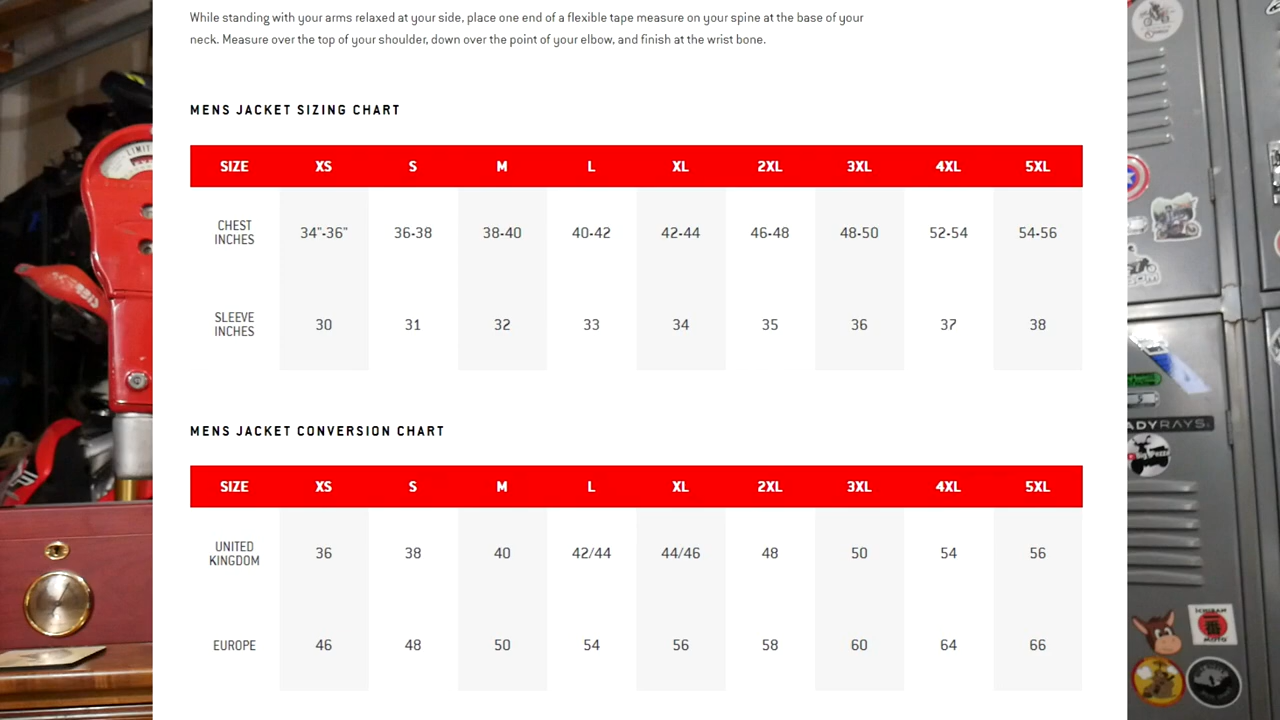 While standing with your arms relaxed at your side, place one end of a flexible tape measure on your spine at the base of your
neck. Measure over the top of your shoulder, down over the point of your elbow, and finish at the wrist bone.
MENS JACKET SIZING CHART
SIZE XS S M L XL 2XL 3XL 4XL 5XL
CHEST
INCHES 34"-36" 36-38 38-40 40-42 42-44 46-48 48-50 52-54 54-56
SLEEVE
INCHES 30 31 32 33 34 35 36 37 38
MENS JACKET CONVERSION CHART
SIZE XS S M L XL 2XL 3XL 4XL 5XL
UNITED
KINGDOM 36 38 40 42/44 44/46 48 50 54 56
EUROPE 46 48 50 54 56 58 60 64 66
LIMIT
ADYRAYS